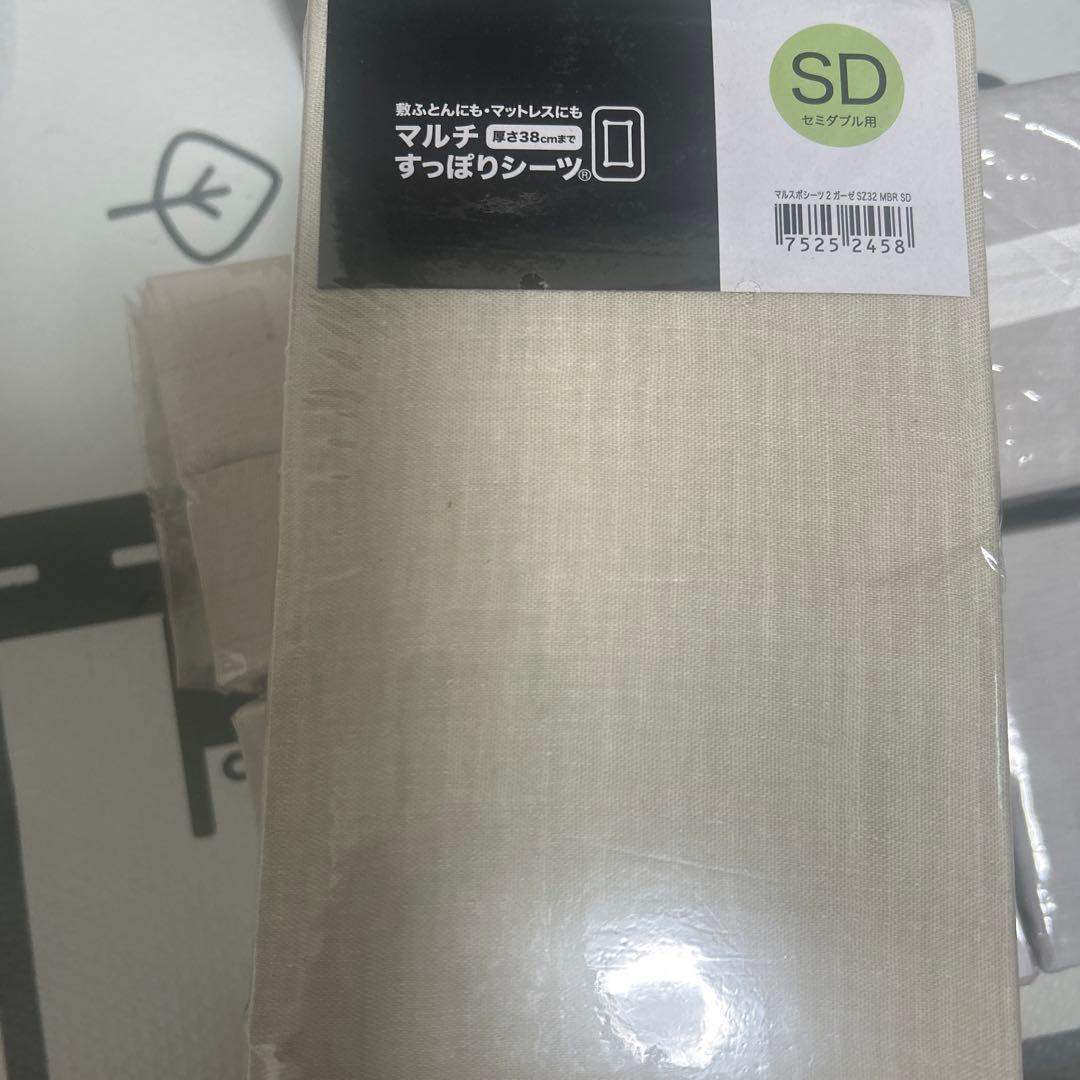 敷ふとんにも・マットレスにも
マルチ 厚さ38cmまで
すっぽりシーツ®
SD
セミダブル用
マルスポシーツ2 ガーゼ SZ32 MBR SD
7525 2458